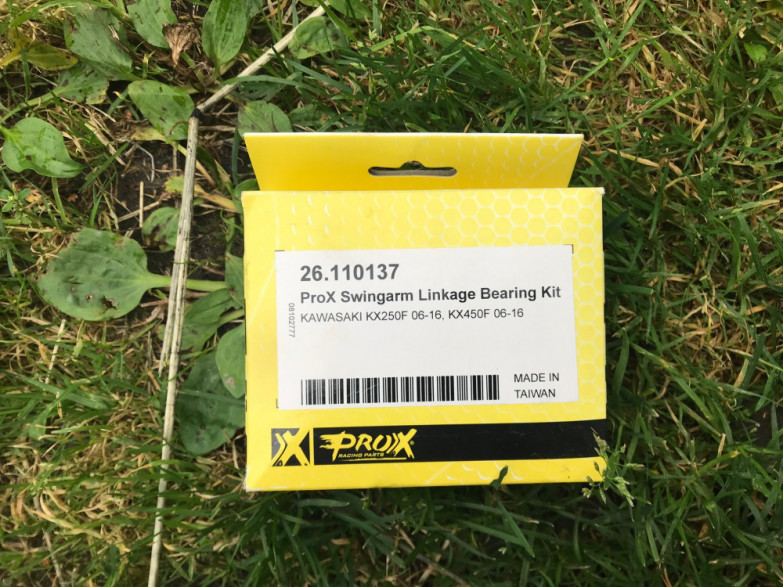 26.110137
ProX Swingarm Linkage Bearing Kit
KAWASAKI KX250F 06-16, KX450F 06-16
08102777
MADE IN
TAIWAN
PROX
RACING PARTS